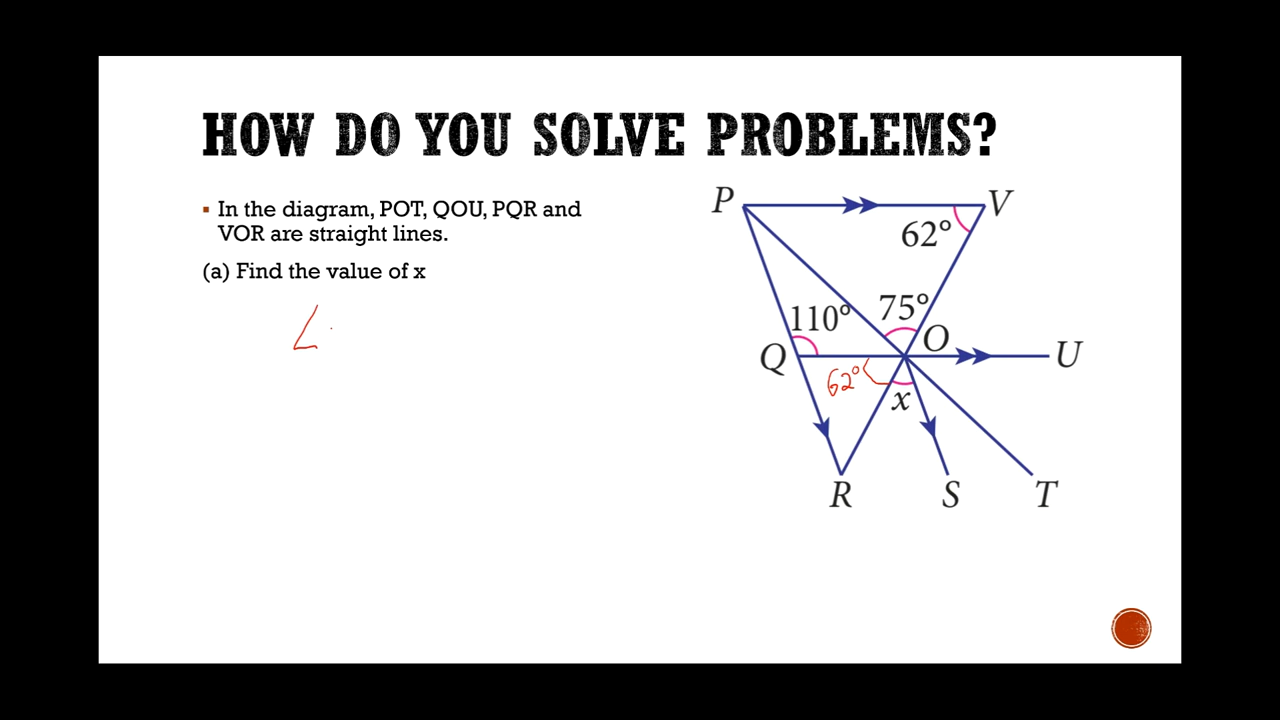 HOW DO YOU SOLVE PROBLEMS?
▪ In the diagram, POT, QOU, PQR and
VOR are straight lines.
(a) Find the value of x
∠
P
V
62°
110°
75°
O
Q
U
62°
x
R
S
T